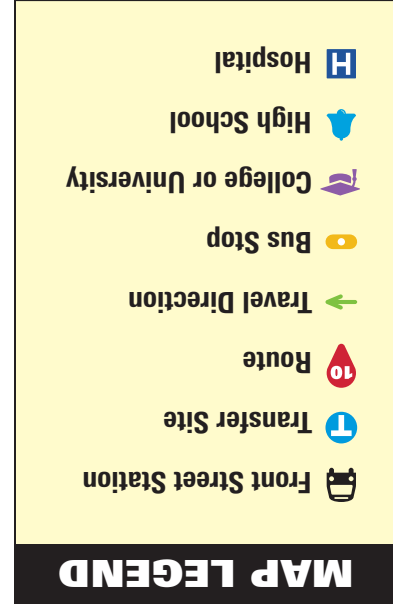 MAP LEGEND
Front Street Station
T Transfer Site
10 Route
Travel Direction
Bus Stop
College or University
High School
H Hospital